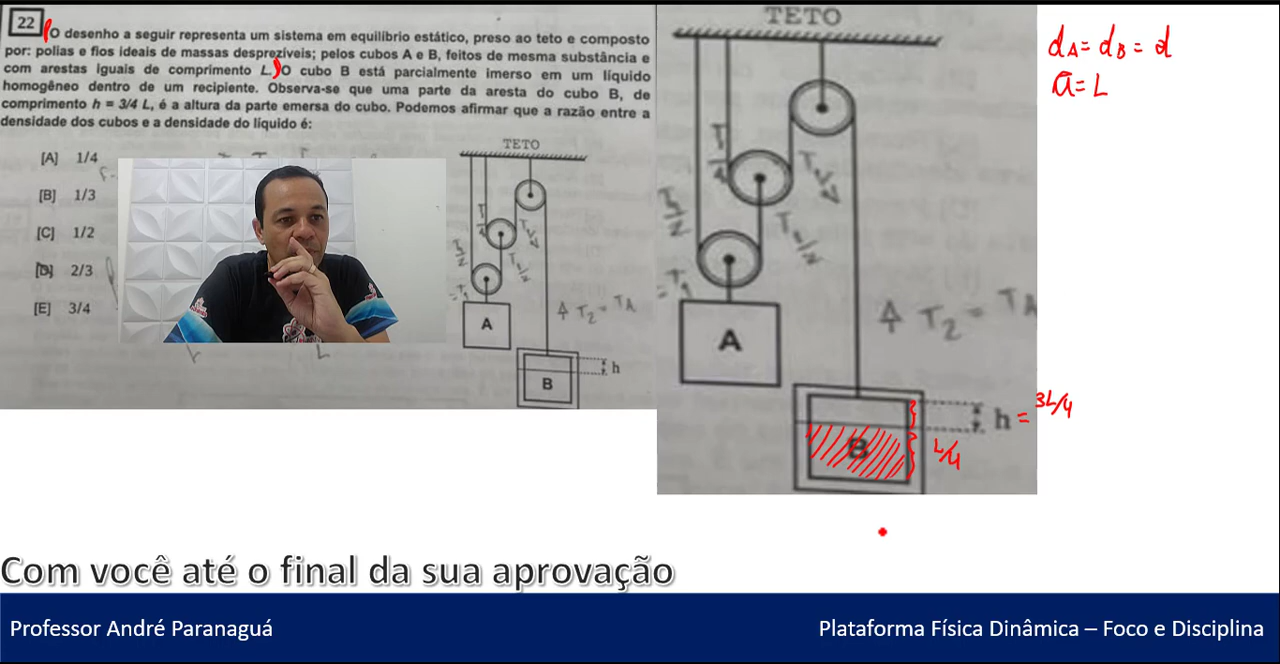 22
O desenho a seguir representa um sistema em equilíbrio estático, preso ao teto e composto
por: polias e fios ideais de massas desprezíveis; pelos cubos A e B, feitos de mesma substância e
com arestas iguais de comprimento L. O cubo B está parcialmente imerso em um líquido
homogêneo dentro de um recipiente. Observa-se que uma parte da aresta do cubo B, de
comprimento h = 3/4 L, é a altura da parte emersa do cubo. Podemos afirmar que a razão entre a
densidade dos cubos e a densidade do líquido é:
[A] 1/4
[B] 1/3
[C] 1/2
[D] 2/3
[E] 3/4
TETO
A
B
h
4 T2 = TA
TETO
A
B
h = 3L/4
L/4
4 T2 = TA
dA = dB = d
a = L
Com você até o final da sua aprovação
Professor André Paranaguá
Plataforma Física Dinâmica – Foco e Disciplina